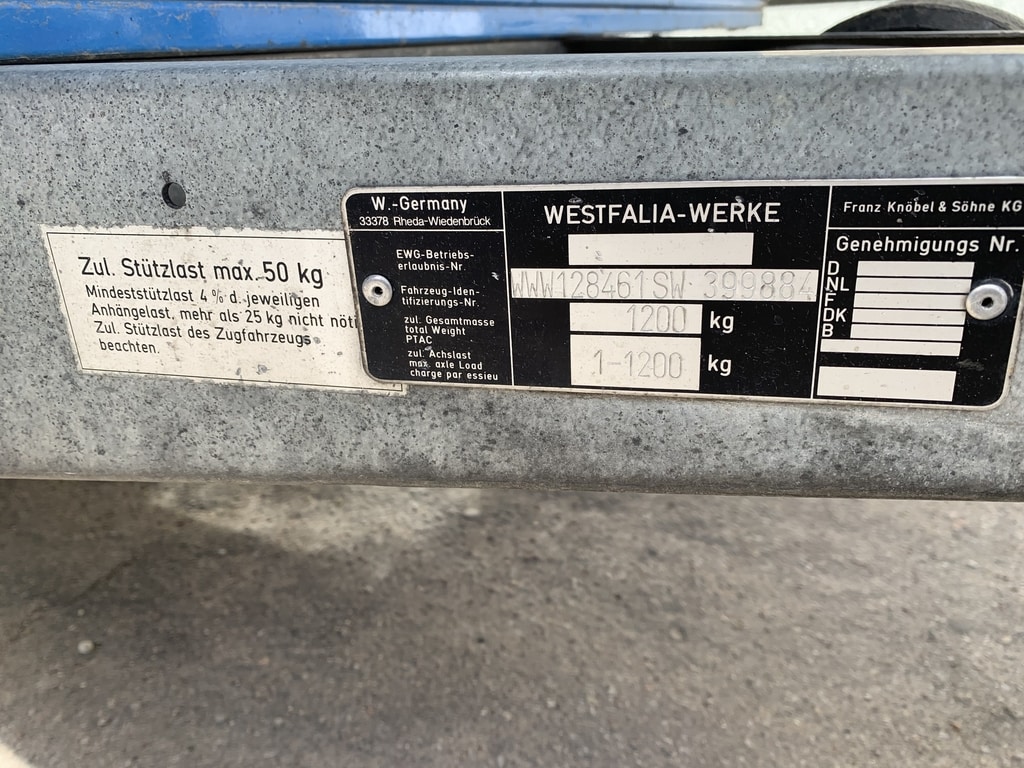 Zul. Stützlast max. 50 kg
Mindeststützlast 4% d. jeweiligen
Anhängelast, mehr als 25 kg nicht nöti
Zul. Stützlast des Zugfahrzeugs
beachten.
W.-Germany
33378 Rheda-Wiedenbrück
EWG-Betriebs-
erlaubnis-Nr.
Fahrzeug-Iden-
tifizierungs-Nr.
zul. Gesamtmasse
total Weight
PTAC
zul. Achslast
max. axle Load
charge par essieu
WESTFALIA-WERKE
WWW128461SW 399884
1200 kg
1-1200 kg
Franz Knöbel & Söhne KG
Genehmigungs Nr.
D
NL
F
DK
B